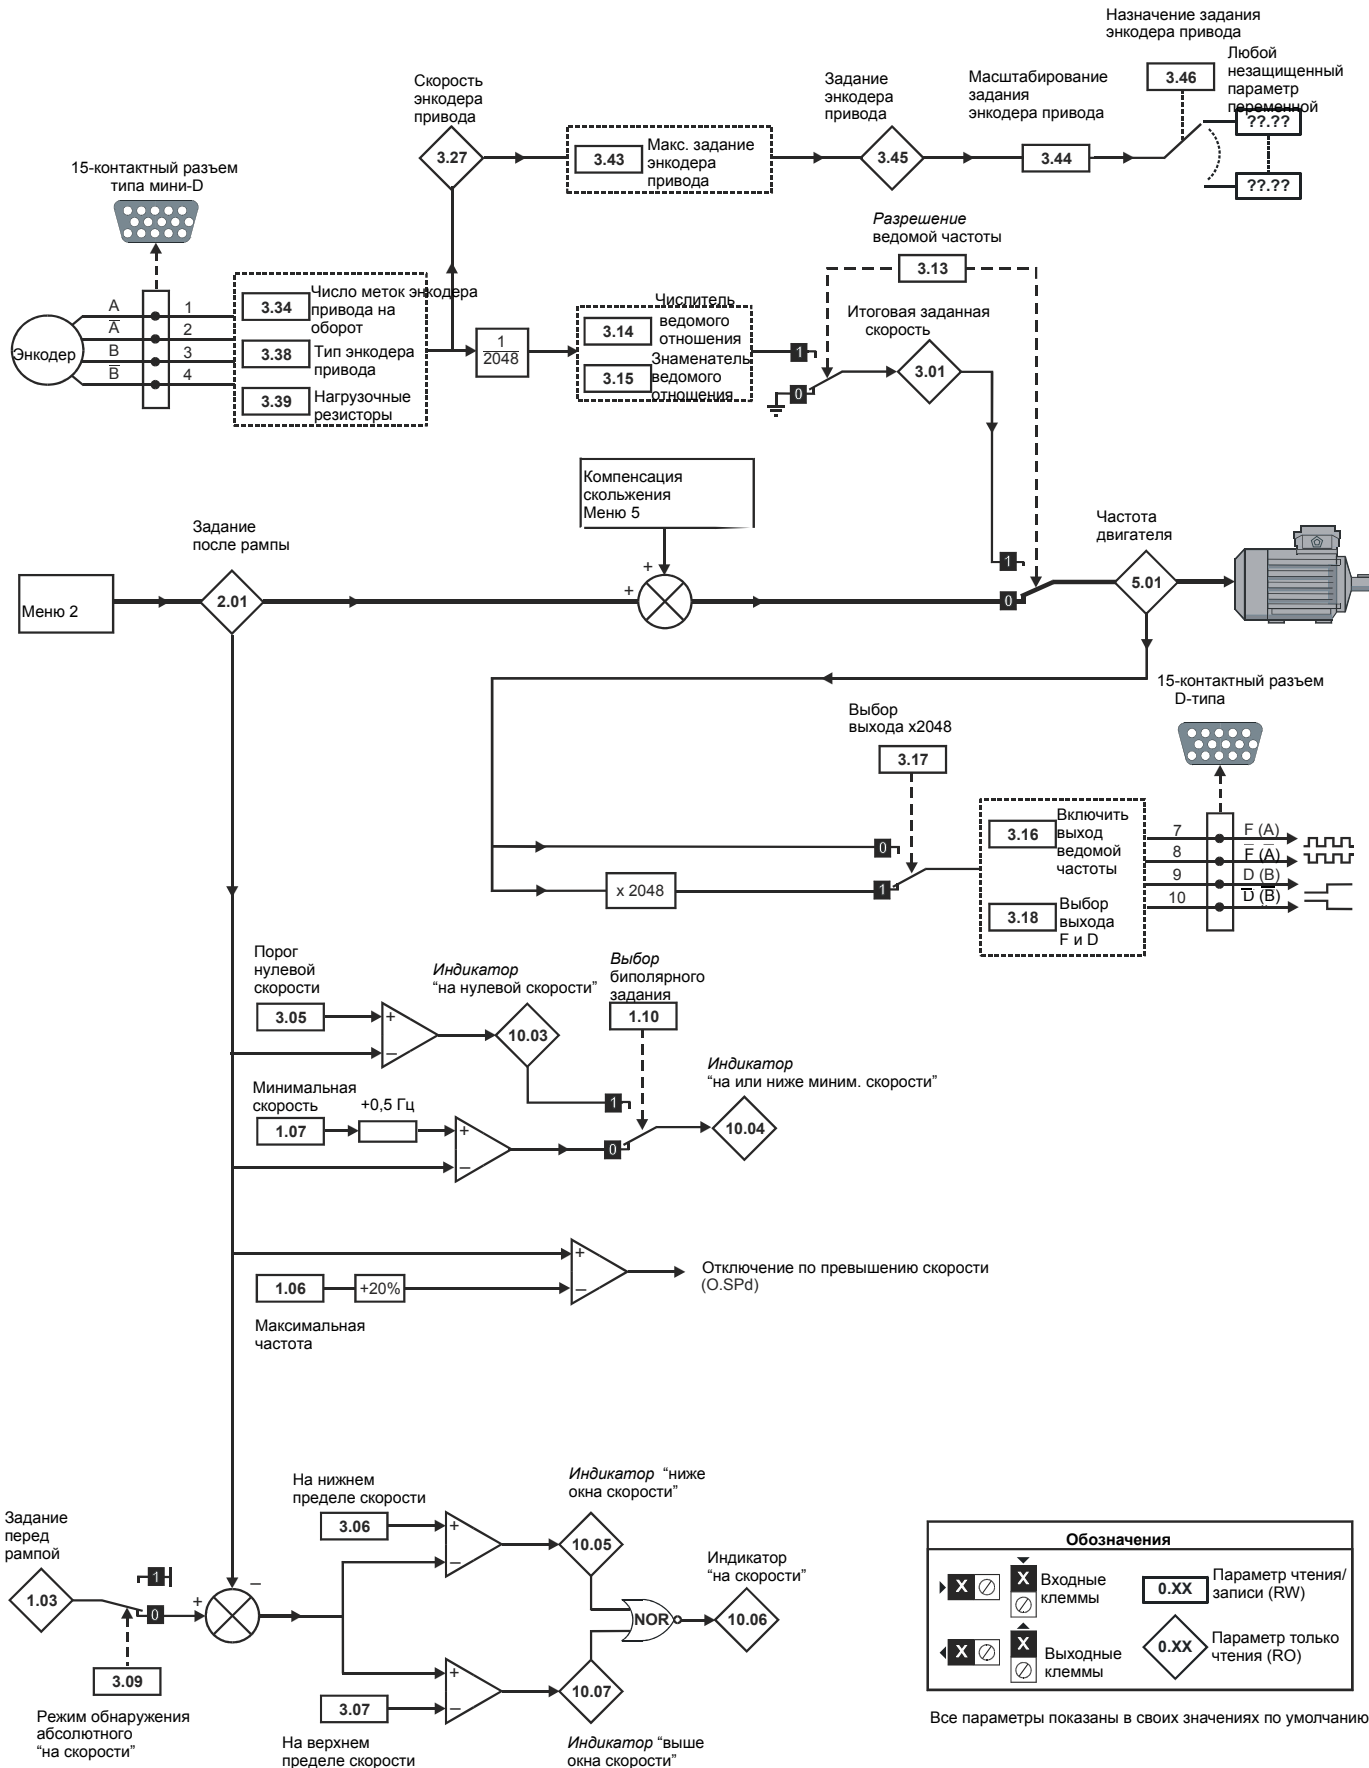 Назначение задания
энкодера привода
3.46
Любой
незащищенный
параметр
переменной
??.??
??.??
Скорость
энкодера
привода
3.27
3.43
Макс. задание
энкодера
привода
Задание
энкодера
привода
3.45
Масштабирование
задания
энкодера привода
3.44
15-контактный разъем
типа мини-D
Энкодер
A
A
B
B
1
2
3
4
3.34
Число меток энкодера
привода на
оборот
3.38
Тип энкодера
привода
3.39
Нагрузочные
резисторы
1
2048
Числитель
3.14
ведомого
отношения
Знаменатель
3.15
ведомого
отношения
Разрешение
ведомой частоты
3.13
1
0
Итоговая заданная
скорость
3.01
Компенсация
скольжения
Меню 5
Задание
после рампы
Меню 2
2.01
+
+
1
0
Частота
двигателя
5.01
15-контактный разъем
D-типа
Выбор
выхода x2048
3.17
0
1
x 2048
3.16
Включить
выход
ведомой
частоты
3.18
Выбор
выхода
F и D
7
8
9
10
F (A)
F (A)
D (B)
D (B)
Порог
нулевой
скорости
3.05
+
–
Индикатор
“на нулевой скорости”
10.03
Выбор
биполярного
задания
1.10
Минимальная
скорость
+0,5 Гц
1.07
+
–
1
0
Индикатор
“на или ниже миним. скорости”
10.04
1.06
+20%
+
–
Отключение по превышению скорости
(O.SPd)
Максимальная
частота
Задание
перед
рампой
1.03
1
0
+
–
3.09
Режим обнаружения
абсолютного
“на скорости”
На нижнем
пределе скорости
3.06
+
–
Индикатор “ниже
окна скорости”
10.05
NOR
Индикатор
“на скорости”
10.06
+
–
3.07
На верхнем
пределе скорости
10.07
Индикатор “выше
окна скорости”
Обозначения
X
X
Входные
клеммы
0.XX
Параметр чтения/
записи (RW)
X
X
Выходные
клеммы
0.XX
Параметр только
чтения (RO)
Все параметры показаны в своих значениях по умолчанию